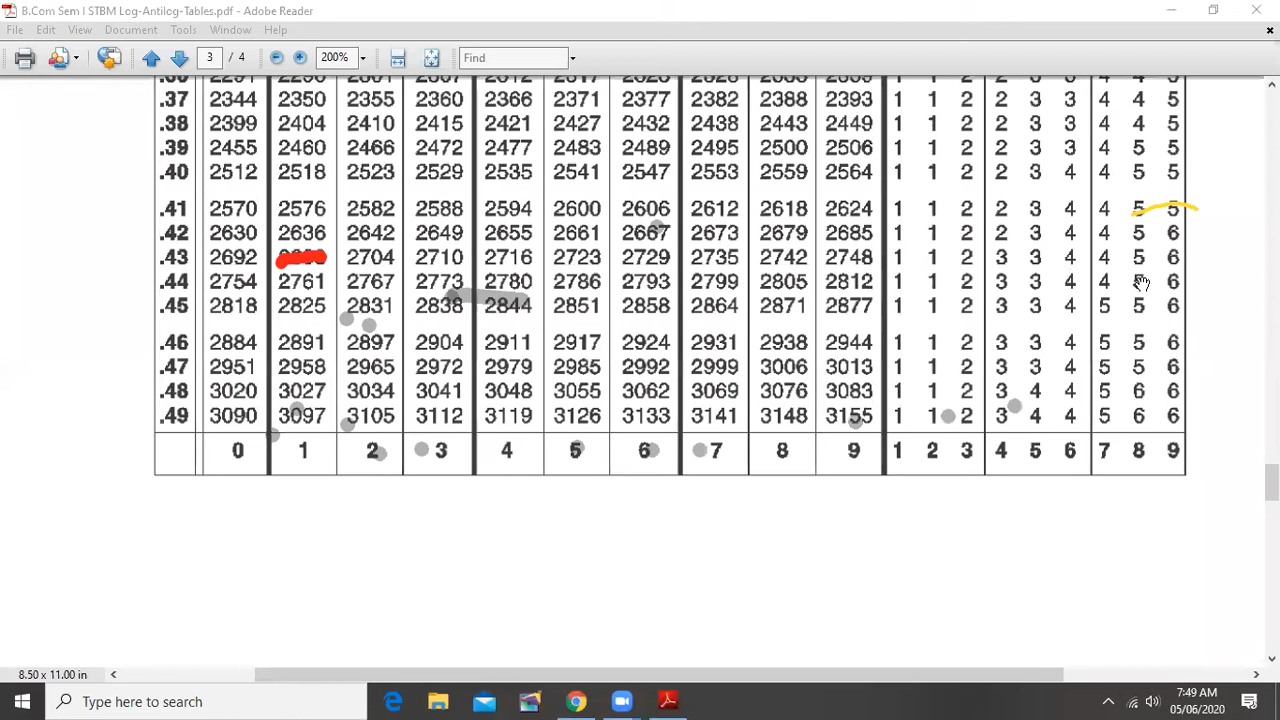 B.Com Sem I STBM Log-Antilog-Tables.pdf - Adobe Reader
File Edit View Document Tools Window Help
3 / 4 200% Find
.37 2344 2350 2355 2360 2366 2371 2377 2382 2388 2393 1 1 2 2 3 3 4 4 5
.38 2399 2404 2410 2415 2421 2427 2432 2438 2443 2449 1 1 2 2 3 3 4 4 5
.39 2455 2460 2466 2472 2477 2483 2489 2495 2500 2506 1 1 2 2 3 3 4 5 5
.40 2512 2518 2523 2529 2535 2541 2547 2553 2559 2564 1 1 2 2 3 4 4 5 5
.41 2570 2576 2582 2588 2594 2600 2606 2612 2618 2624 1 1 2 2 3 4 4 5 5
.42 2630 2636 2642 2649 2655 2661 2667 2673 2679 2685 1 1 2 2 3 4 4 5 6
.43 2692 2704 2710 2716 2723 2729 2735 2742 2748 1 1 2 3 3 4 4 5 6
.44 2754 2761 2767 2773 2780 2786 2793 2799 2805 2812 1 1 2 3 3 4 4 5 6
.45 2818 2825 2831 2838 2844 2851 2858 2864 2871 2877 1 1 2 3 3 4 5 5 6
.46 2884 2891 2897 2904 2911 2917 2924 2931 2938 2944 1 1 2 3 3 4 5 5 6
.47 2951 2958 2965 2972 2979 2985 2992 2999 3006 3013 1 1 2 3 3 4 5 5 6
.48 3020 3027 3034 3041 3048 3055 3062 3069 3076 3083 1 1 2 3 4 4 5 6 6
.49 3090 3097 3105 3112 3119 3126 3133 3141 3148 3155 1 1 2 3 4 4 5 6 6
0 1 2 3 4 5 6 7 8 9 1 2 3 4 5 6 7 8 9
8.50 x 11.00 in
Type here to search
7:49 AM
05/06/2020